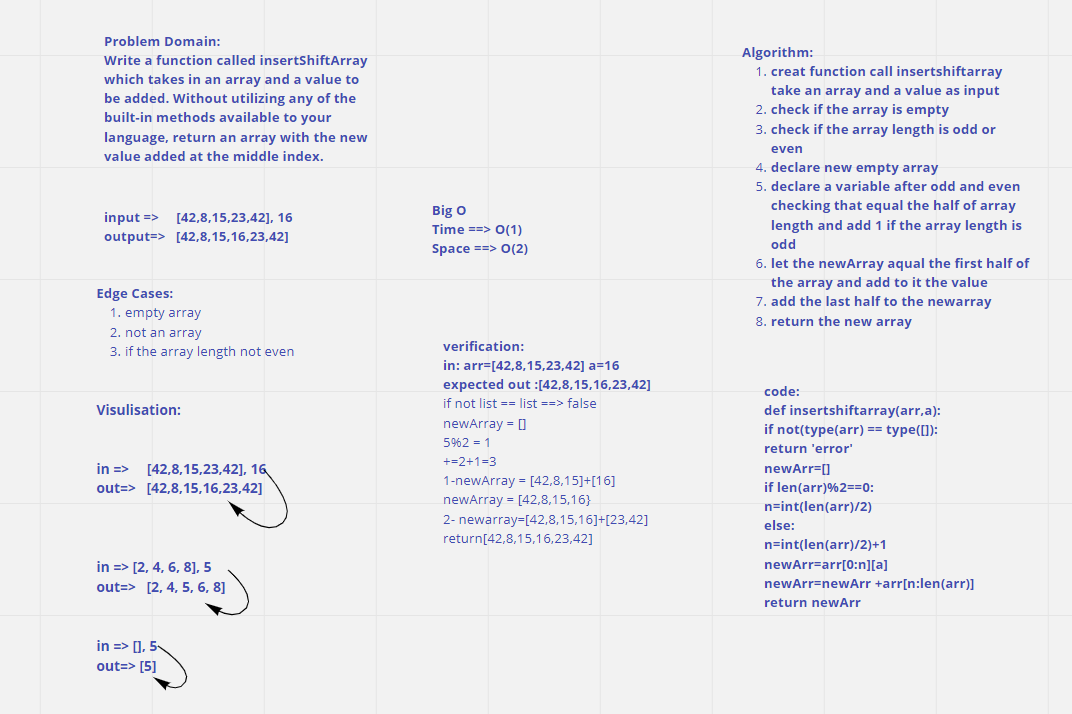 Problem Domain:
Write a function called insertShiftArray
which takes in an array and a value to
be added. Without utilizing any of the
built-in methods available to your
language, return an array with the new
value added at the middle index.
input => [42,8,15,23,42], 16
output=> [42,8,15,16,23,42]
Edge Cases:
1. empty array
2. not an array
3. if the array length not even
Visulisation:
in => [42,8,15,23,42], 16
out=> [42,8,15,16,23,42]
in => [2, 4, 6, 8], 5
out=> [2, 4, 5, 6, 8]
in => [], 5
out=> [5]
Big O
Time ==> O(1)
Space ==> O(2)
verification:
in: arr=[42,8,15,23,42] a=16
expected out :[42,8,15,16,23,42]
if not list == list ==> false
newArray = []
5%2 = 1
+=2+1=3
1-newArray = [42,8,15]+[16]
newArray = [42,8,15,16}
2- newarray=[42,8,15,16]+[23,42]
return[42,8,15,16,23,42]
Algorithm:
1. creat function call insertshiftarray
take an array and a value as input
2. check if the array is empty
3. check if the array length is odd or
even
4. declare new empty array
5. declare a variable after odd and even
checking that equal the half of array
length and add 1 if the array length is
odd
6. let the newArray aqual the first half of
the array and add to it the value
7. add the last half to the newarray
8. return the new array
code:
def insertshiftarray(arr,a):
if not(type(arr) == type([]):
return 'error'
newArr=[]
if len(arr)%2==0:
n=int(len(arr)/2)
else:
n=int(len(arr)/2)+1
newArr=arr[0:n][a]
newArr=newArr +arr[n:len(arr)]
return newArr